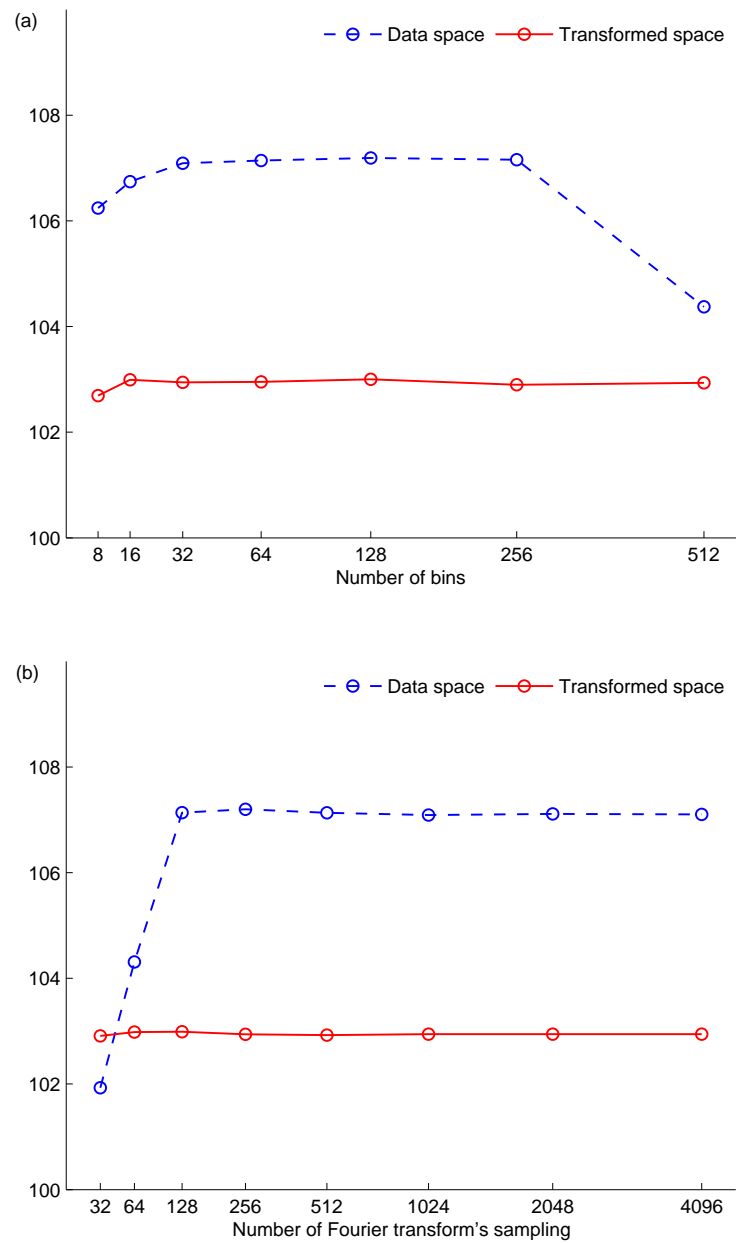 (a)
Data space Transformed space
108
106
104
102
100
8 16 32 64 128 256 512
Number of bins
(b)
Data space Transformed space
108
106
104
102
100
32 64 128 256 512 1024 2048 4096
Number of Fourier transform's sampling